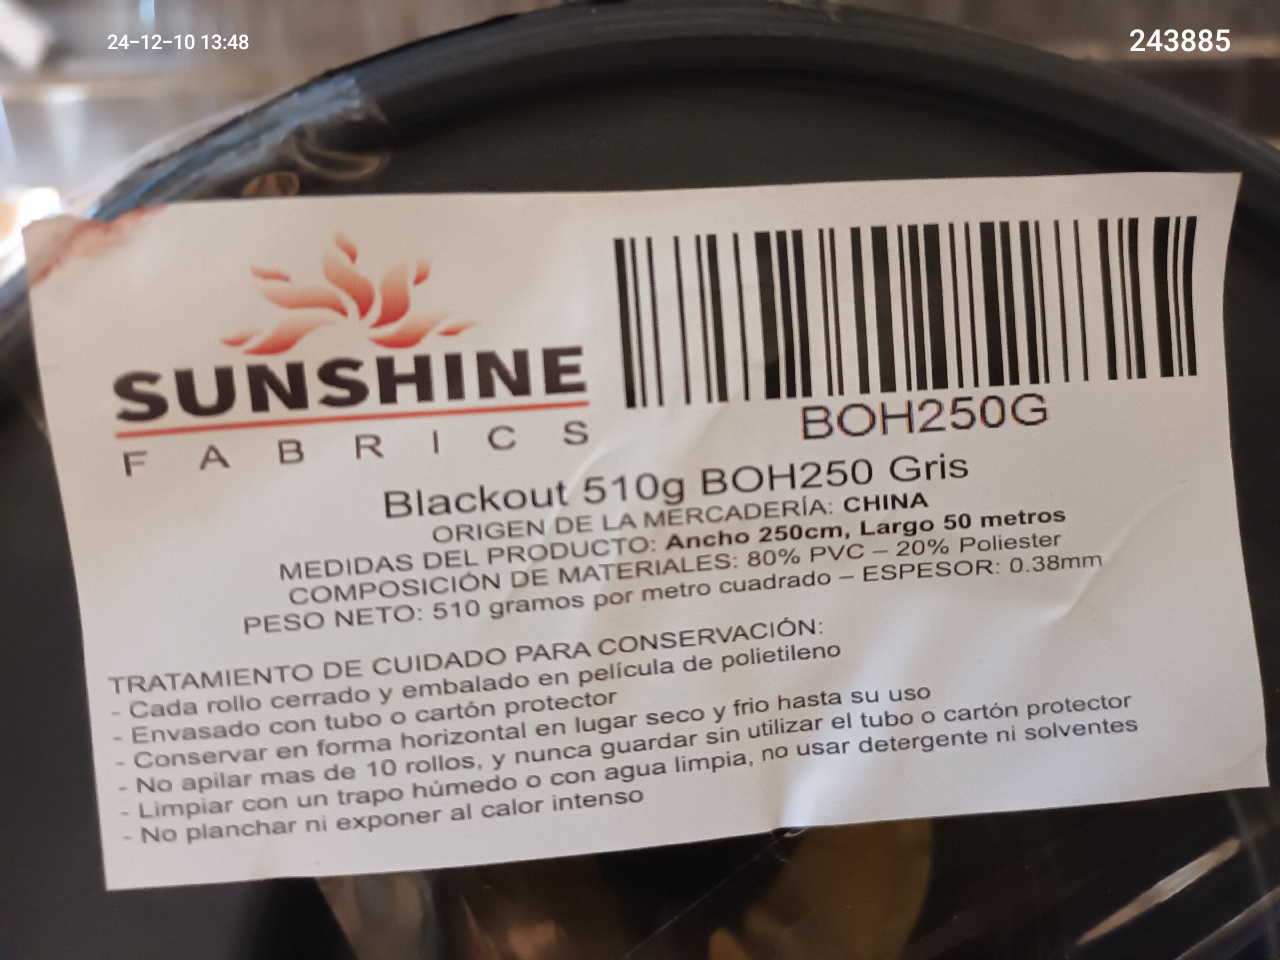 24-12-10 13:48
243885
SUNSHINE
FABRICS
BOH250G
Blackout 510g BOH250 Gris
ORIGEN DE LA MERCADERÍA: CHINA
MEDIDAS DEL PRODUCTO: Ancho 250cm, Largo 50 metros
COMPOSICIÓN DE MATERIALES: 80% PVC – 20% Poliester
PESO NETO: 510 gramos por metro cuadrado – ESPESOR: 0.38mm
TRATAMIENTO DE CUIDADO PARA CONSERVACIÓN:
- Cada rollo cerrado y embalado en película de polietileno
- Envasado con tubo o cartón protector
- Conservar en forma horizontal en lugar seco y frio hasta su uso
- No apilar mas de 10 rollos, y nunca guardar sin utilizar el tubo o cartón protector
- Limpiar con un trapo húmedo o con agua limpia, no usar detergente ni solventes
- No planchar ni exponer al calor intenso